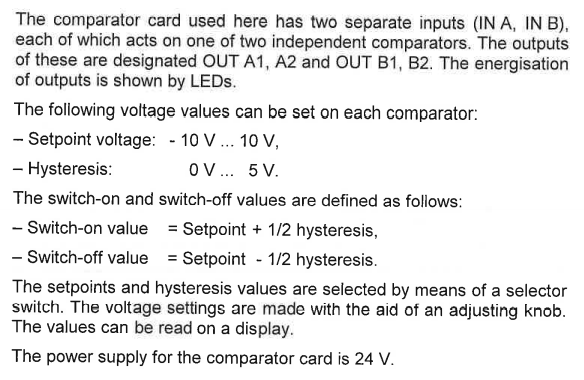 The comparator card used here has two separate inputs (IN A, IN B),
each of which acts on one of two independent comparators. The outputs
of these are designated OUT A1, A2 and OUT B1, B2. The energisation
of outputs is shown by LEDs.
The following voltage values can be set on each comparator:
– Setpoint voltage: - 10 V ... 10 V,
– Hysteresis: 0 V ... 5 V.
The switch-on and switch-off values are defined as follows:
– Switch-on value = Setpoint + 1/2 hysteresis,
– Switch-off value = Setpoint - 1/2 hysteresis.
The setpoints and hysteresis values are selected by means of a selector
switch. The voltage settings are made with the aid of an adjusting knob.
The values can be read on a display.
The power supply for the comparator card is 24 V.